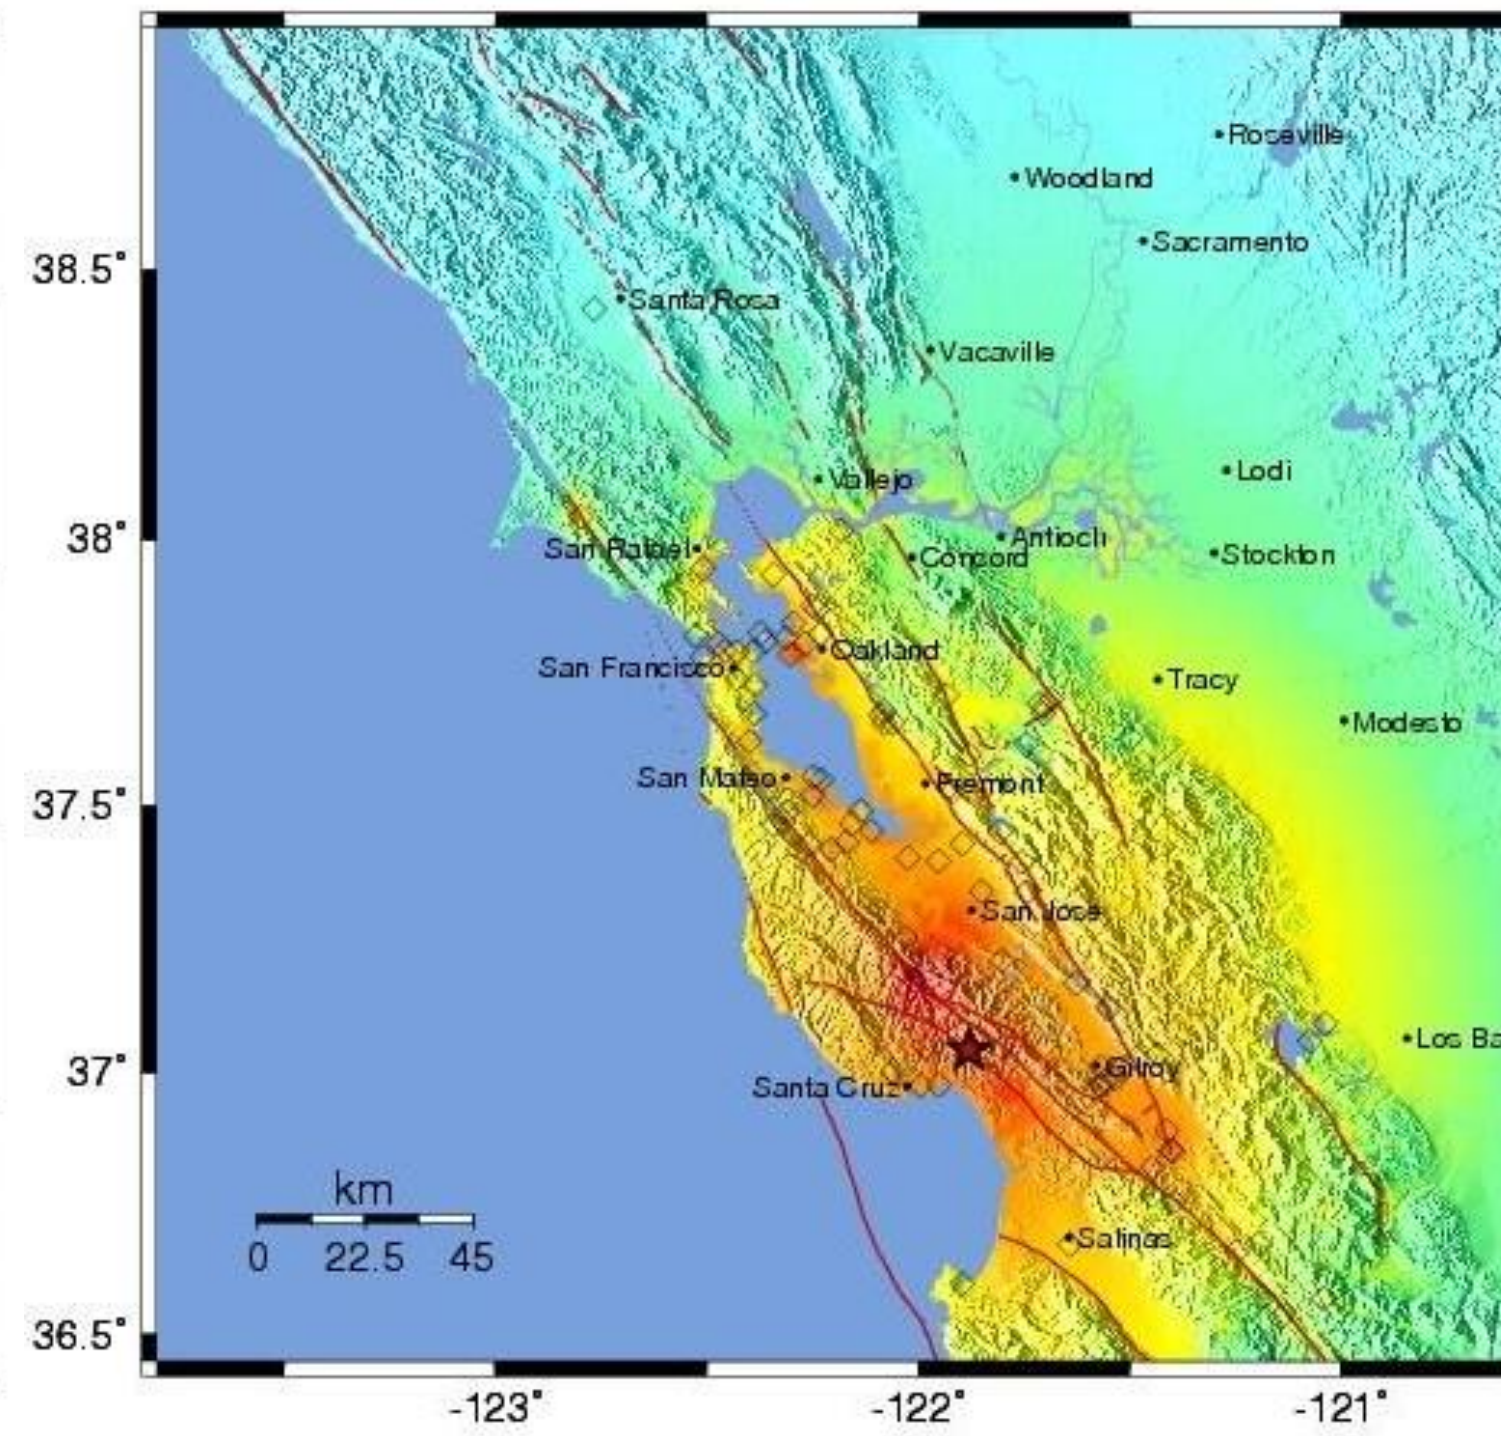 Roseville
Woodland
Sacramento
38.5°
Santa Rosa
Vacaville
Lodi
Vallejo
38°
San Rafael
Antioch
Concord
Stockton
Oakland
San Francisco
Tracy
Modesto
San Mateo
Fremont
37.5°
San Jose
Los Ba
37°
Gilroy
Santa Cruz
km
0 22.5 45
Salinas
36.5°
-123° -122° -121°